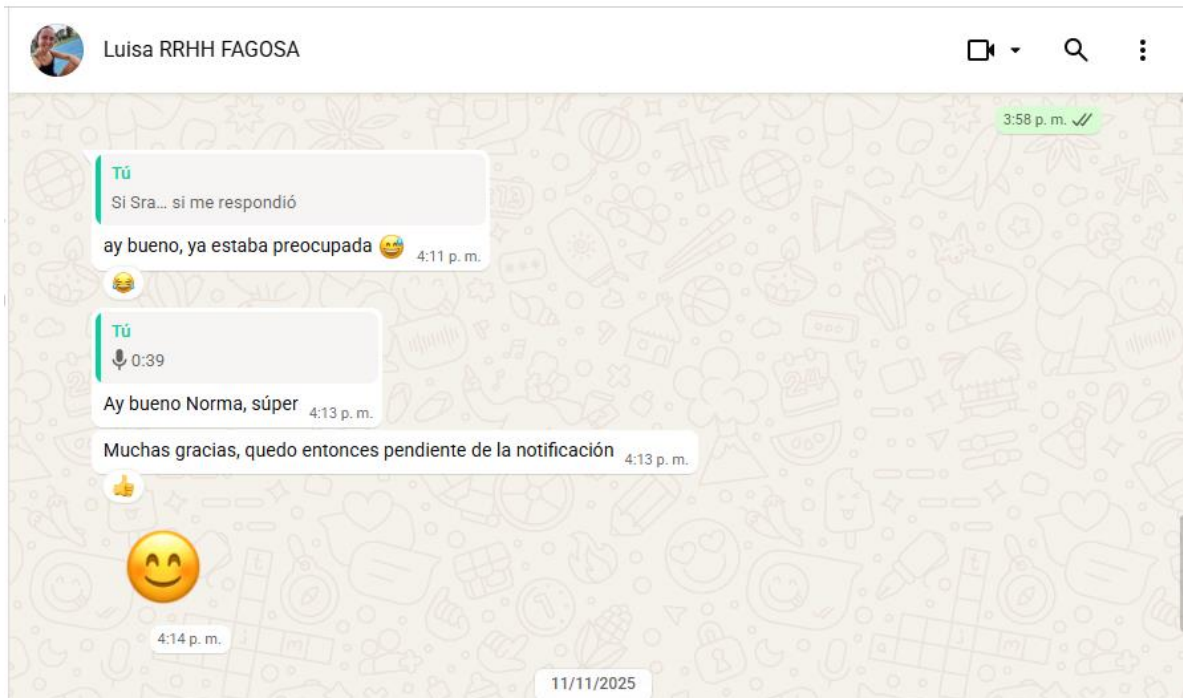 Luisa RRHH FAGOSA
3:58 p. m.
Tú
Si Sra... si me respondió
ay bueno, ya estaba preocupada 😅 4:11 p. m.
😂
Tú
0:39
Ay bueno Norma, súper 4:13 p. m.
Muchas gracias, quedo entonces pendiente de la notificación 4:13 p. m.
👍
😊
4:14 p. m.
11/11/2025